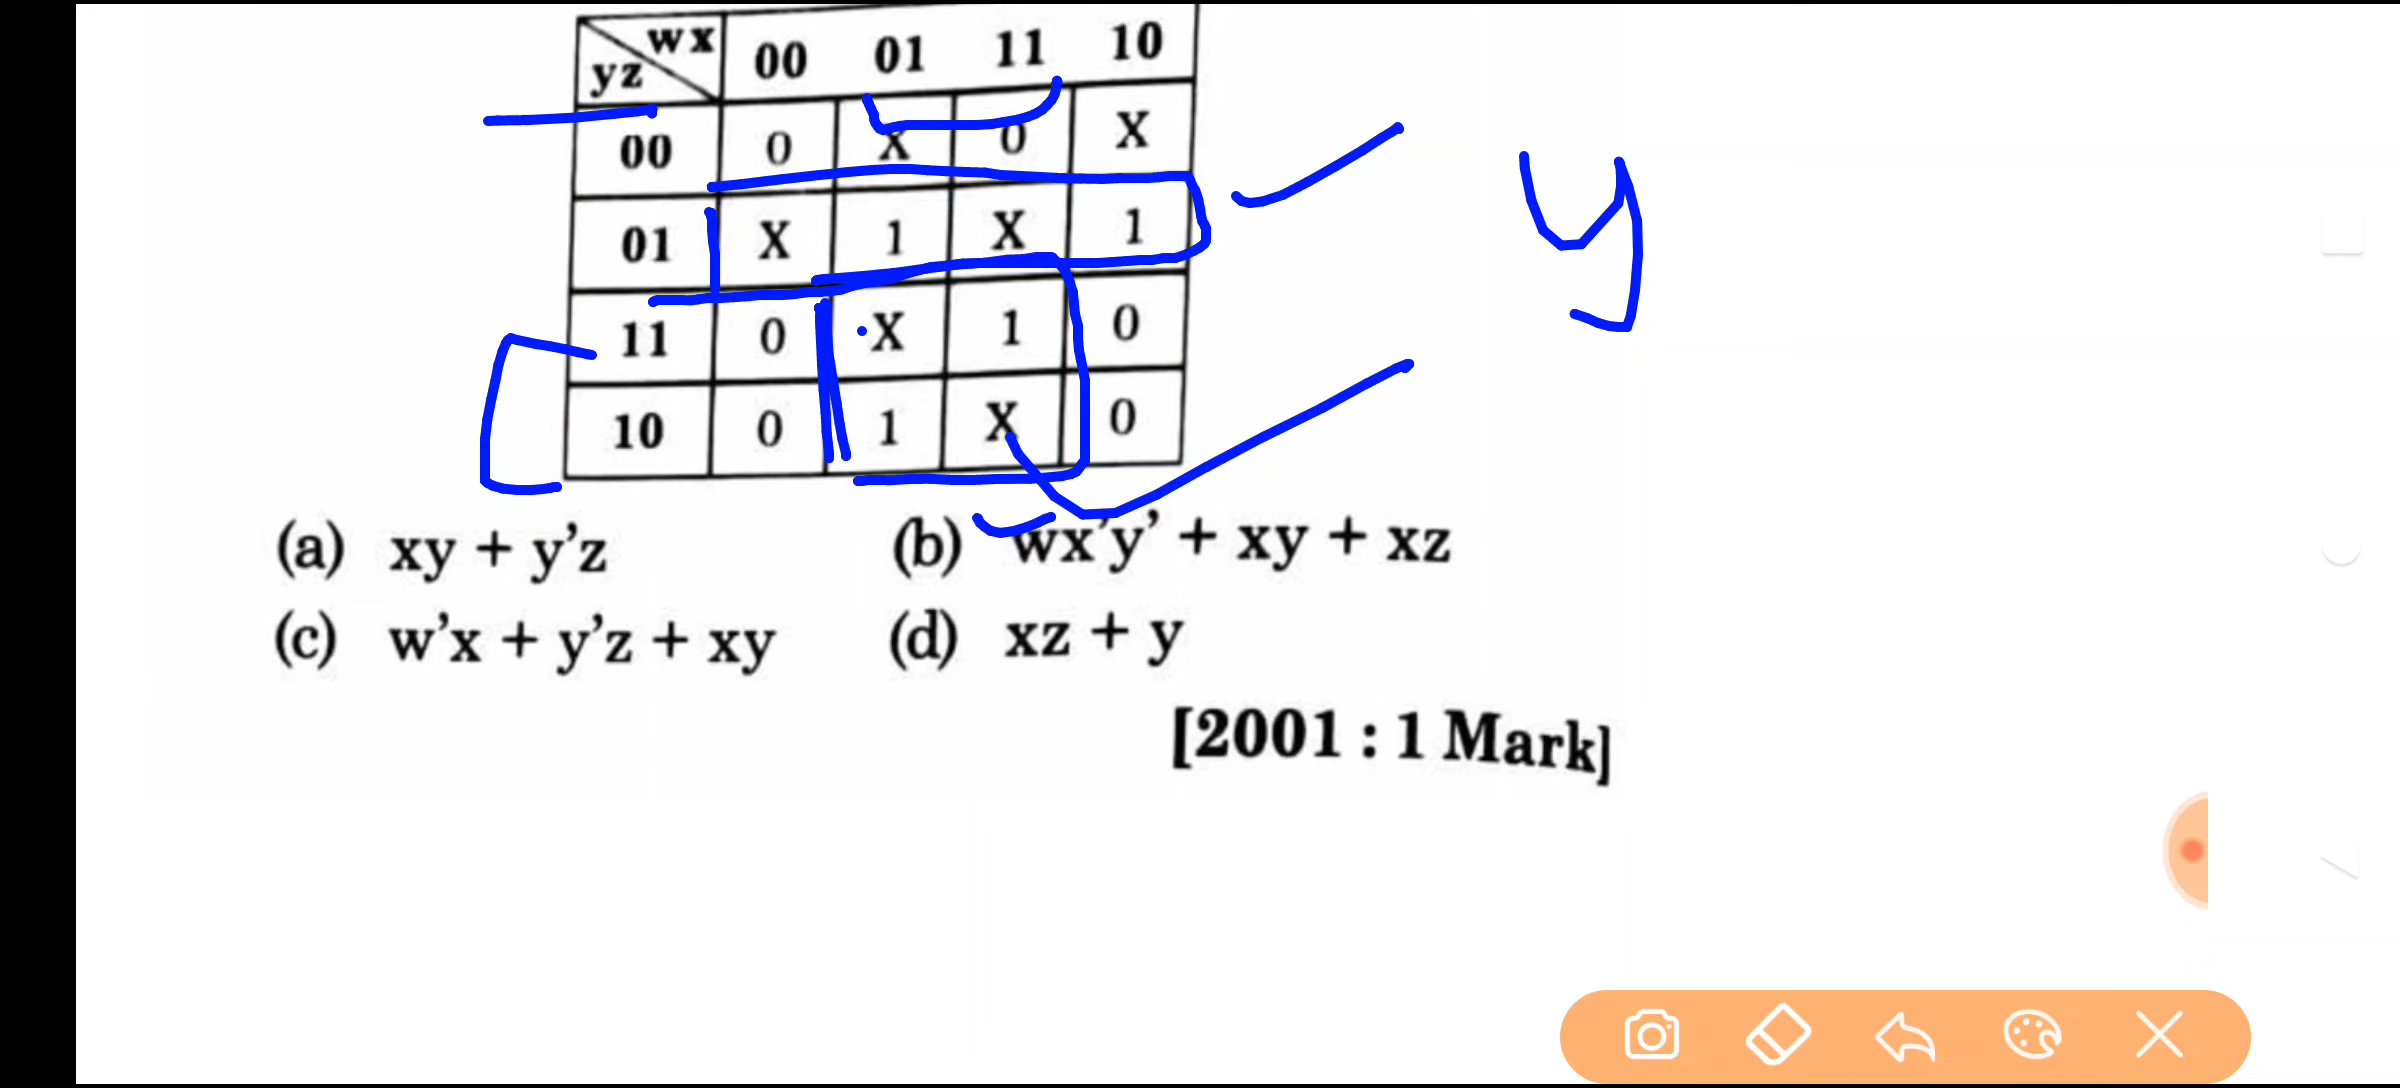 wx
yz 00 01 11 10
00 0 X 0 X
01 X 1 X 1
11 0 X 1 0
10 0 1 X 0
y
(a) xy + y’z (b) wx’y’ + xy + xz
(c) w’x + y’z + xy (d) xz + y
[2001 : 1 Mark]